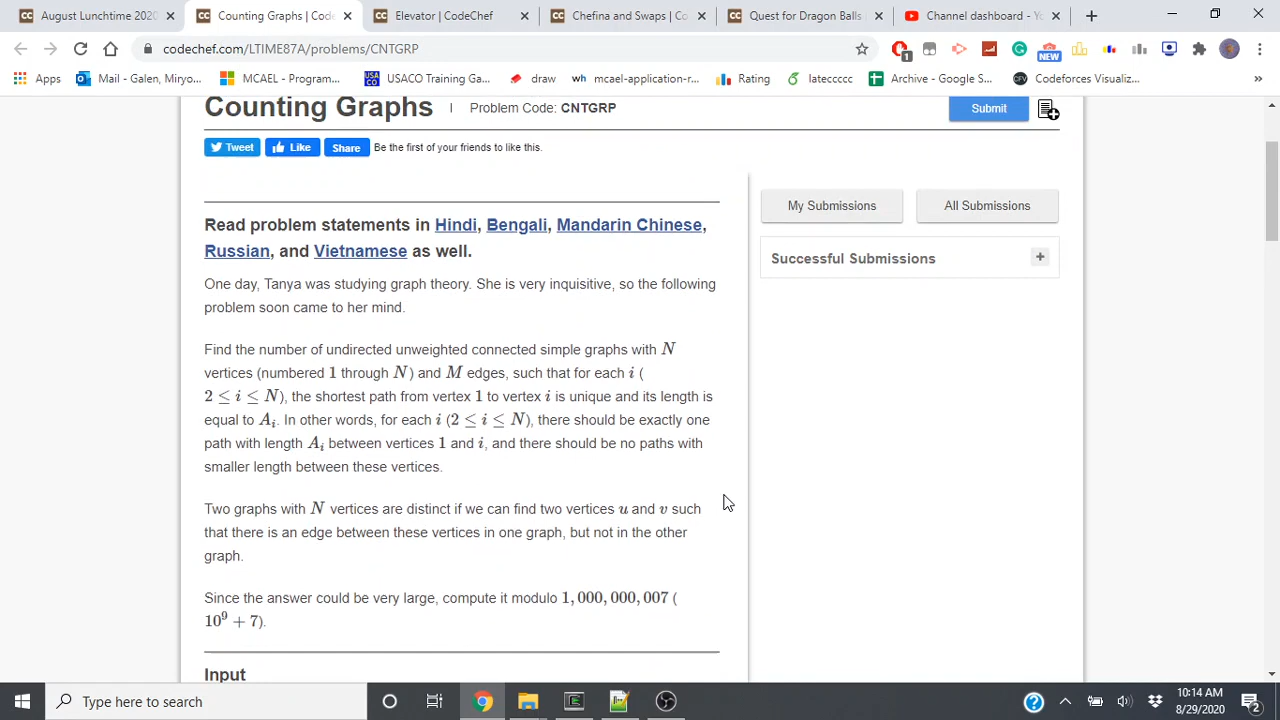 August Lunchtime 2020
Counting Graphs | Cod
Elevator | CodeChef
Chefina and Swaps | Co
Quest for Dragon Balls
Channel dashboard - Yo
codechef.com/LTIME87A/problems/CNTGRP
1
NEW
Apps
Mail - Galen, Miryo...
MCAEL - Program...
USACO Training Ga...
draw
wh mcael-application-r...
Rating
lateccccc
Archive - Google S...
Codeforces Visualiz...
»
Counting Graphs
Problem Code: CNTGRP
Submit
Tweet
Like
Share
Be the first of your friends to like this.
My Submissions
All Submissions
Successful Submissions
+
Read problem statements in Hindi, Bengali, Mandarin Chinese,
Russian, and Vietnamese as well.
One day, Tanya was studying graph theory. She is very inquisitive, so the following
problem soon came to her mind.
Find the number of undirected unweighted connected simple graphs with N
vertices (numbered 1 through N) and M edges, such that for each i (
2 ≤ i ≤ N), the shortest path from vertex 1 to vertex i is unique and its length is
equal to Aᵢ. In other words, for each i (2 ≤ i ≤ N), there should be exactly one
path with length Aᵢ between vertices 1 and i, and there should be no paths with
smaller length between these vertices.
Two graphs with N vertices are distinct if we can find two vertices u and v such
that there is an edge between these vertices in one graph, but not in the other
graph.
Since the answer could be very large, compute it modulo 1,000,000,007 (
10⁹ + 7).
Input
Type here to search
10:14 AM
8/29/2020
2